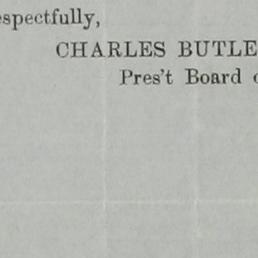 espectfully,
CHARLES BUTLE
Pres't Board